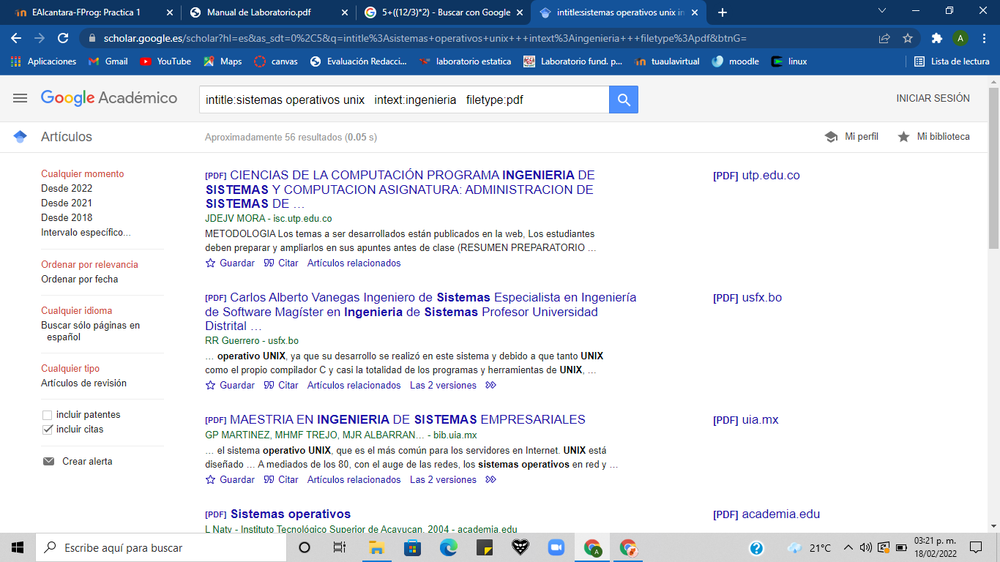 EAlcantara-FProg: Practica 1
Manual de Laboratorio.pdf
5+((12/3)*2) - Buscar con Google
intitle:sistemas operativos unix in
scholar.google.es/scholar?hl=es&as_sdt=0%2C5&q=intitle%3Asistemas+operativos+unix+++intext%3Aingenieria+++filetype%3Apdf&btnG=
A
Aplicaciones
Gmail
YouTube
Maps
canvas
Evaluación Redacci...
laboratorio estatica
Laboratorio fund. p...
tuaulavirtual
moodle
linux
Lista de lectura
Google Académico
intitle:sistemas operativos unix   intext:ingenieria   filetype:pdf
INICIAR SESIÓN
Artículos
Aproximadamente 56 resultados (0.05 s)
Mi perfil
Mi biblioteca
Cualquier momento
Desde 2022
Desde 2021
Desde 2018
Intervalo específico...
Ordenar por relevancia
Ordenar por fecha
Cualquier idioma
Buscar sólo páginas en
español
Cualquier tipo
Artículos de revisión
incluir patentes
incluir citas
Crear alerta
[PDF] CIENCIAS DE LA COMPUTACIÓN PROGRAMA INGENIERIA DE
SISTEMAS Y COMPUTACION ASIGNATURA: ADMINISTRACION DE
SISTEMAS DE …
JDEJV MORA - isc.utp.edu.co
METODOLOGIA Los temas a ser desarrollados están publicados en la web, Los estudiantes
deben preparar y ampliarlos en sus apuntes antes de clase (RESUMEN PREPARATORIO …
Guardar Citar Artículos relacionados
[PDF] utp.edu.co
[PDF] Carlos Alberto Vanegas Ingeniero de Sistemas Especialista en Ingeniería
de Software Magíster en Ingenieria de Sistemas Profesor Universidad
Distrital …
RR Guerrero - usfx.bo
… operativo UNIX, ya que su desarrollo se realizó en este sistema y debido a que tanto UNIX
como el propio compilador C y casi la totalidad de los programas y herramientas de UNIX, …
Guardar Citar Artículos relacionados Las 2 versiones
[PDF] usfx.bo
[PDF] MAESTRIA EN INGENIERIA DE SISTEMAS EMPRESARIALES
GP MARTINEZ, MHMF TREJO, MJR ALBARRAN… - bib.uia.mx
… el sistema operativo UNIX, que es el más común para los servidores en Internet. UNIX está
diseñado … A mediados de los 80, con el auge de las redes, los sistemas operativos en red y …
Guardar Citar Artículos relacionados Las 2 versiones
[PDF] uia.mx
[PDF] Sistemas operativos
L Naty - Instituto Tecnológico Superior de Acayucan, 2004 - academia.edu
[PDF] academia.edu
Escribe aquí para buscar
21°C
03:21 p. m.
18/02/2022